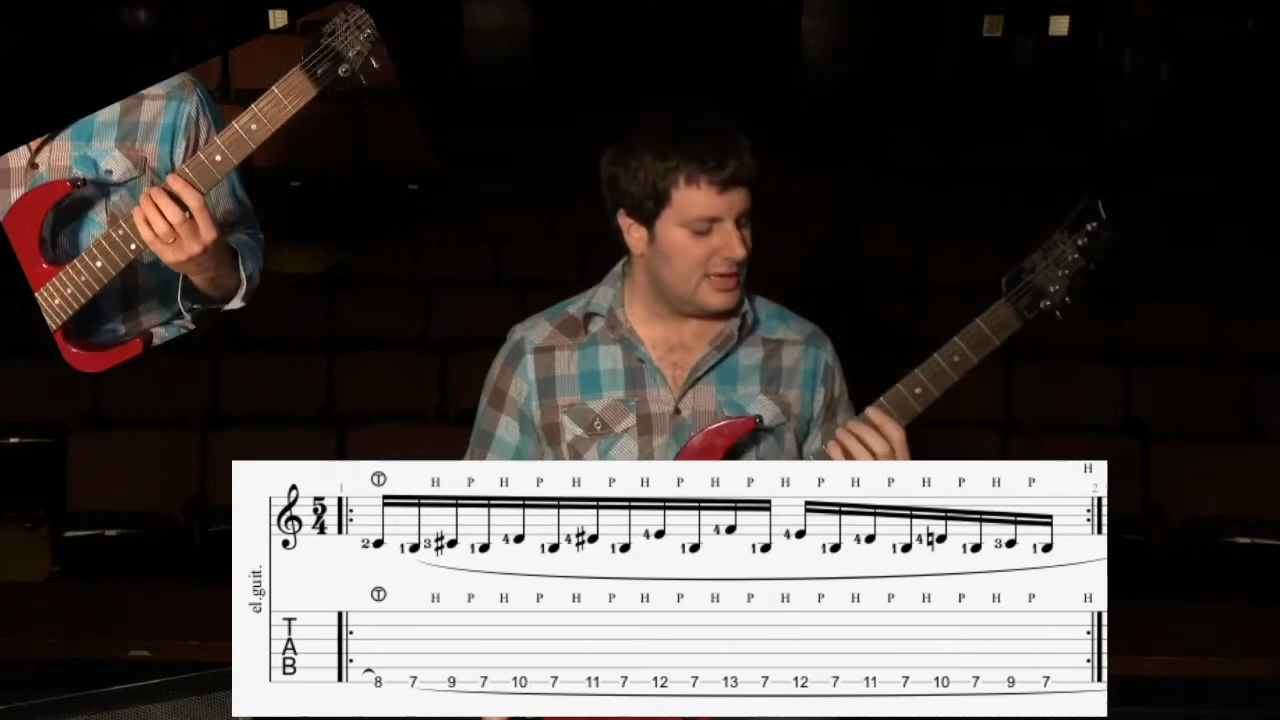 H
T H P H P H P H P H P H P H P H P H P
1 2
5
4
2 1 3 1 4 1 4 1 4 1 4 1 4 1 4 1 4 1 3 1
el.guit.
T H P H P H P H P H P H P H P H P H P H
T
A
B
8 7 9 7 10 7 11 7 12 7 13 7 12 7 11 7 10 7 9 7